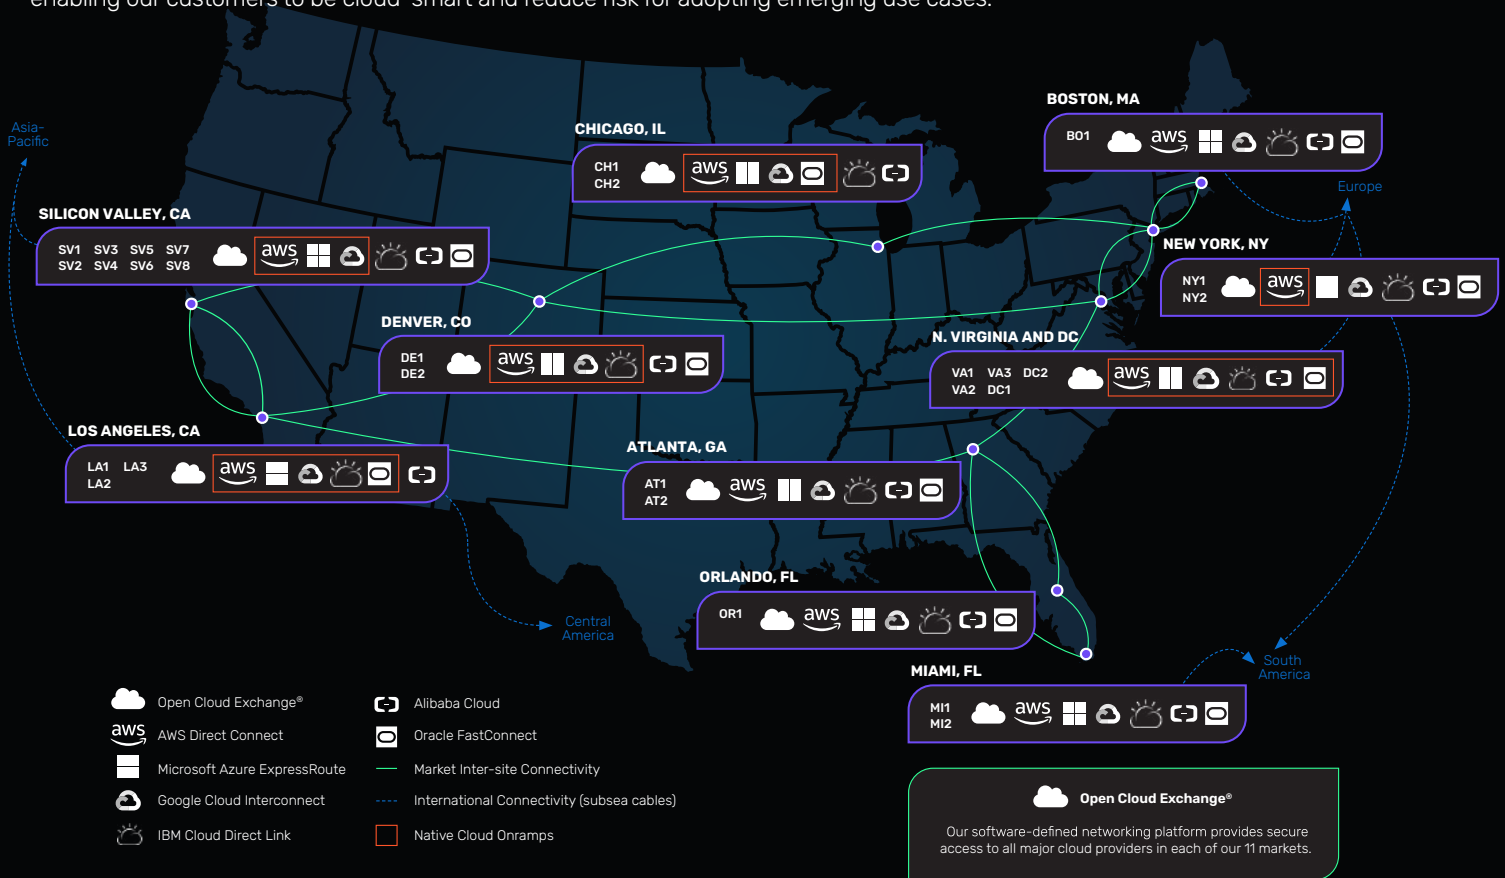 enabling our customers to be cloud-smart and reduce risk for adopting emerging use cases.
Asia-
Pacific
BOSTON, MA
BO1
aws
CHICAGO, IL
CH1
CH2
aws
Europe
SILICON VALLEY, CA
SV1 SV3 SV5 SV7
SV2 SV4 SV6 SV8
aws
NEW YORK, NY
NY1
NY2
aws
DENVER, CO
DE1
DE2
aws
N. VIRGINIA AND DC
VA1 VA3 DC2
VA2 DC1
aws
LOS ANGELES, CA
LA1 LA3
LA2
aws
ATLANTA, GA
AT1
AT2
aws
ORLANDO, FL
OR1
aws
Central
America
South
America
MIAMI, FL
MI1
MI2
aws
Open Cloud Exchange®
aws
AWS Direct Connect
Microsoft Azure ExpressRoute
Google Cloud Interconnect
IBM Cloud Direct Link
Alibaba Cloud
Oracle FastConnect
Market Inter-site Connectivity
International Connectivity (subsea cables)
Native Cloud Onramps
Open Cloud Exchange®
Our software-defined networking platform provides secure
access to all major cloud providers in each of our 11 markets.